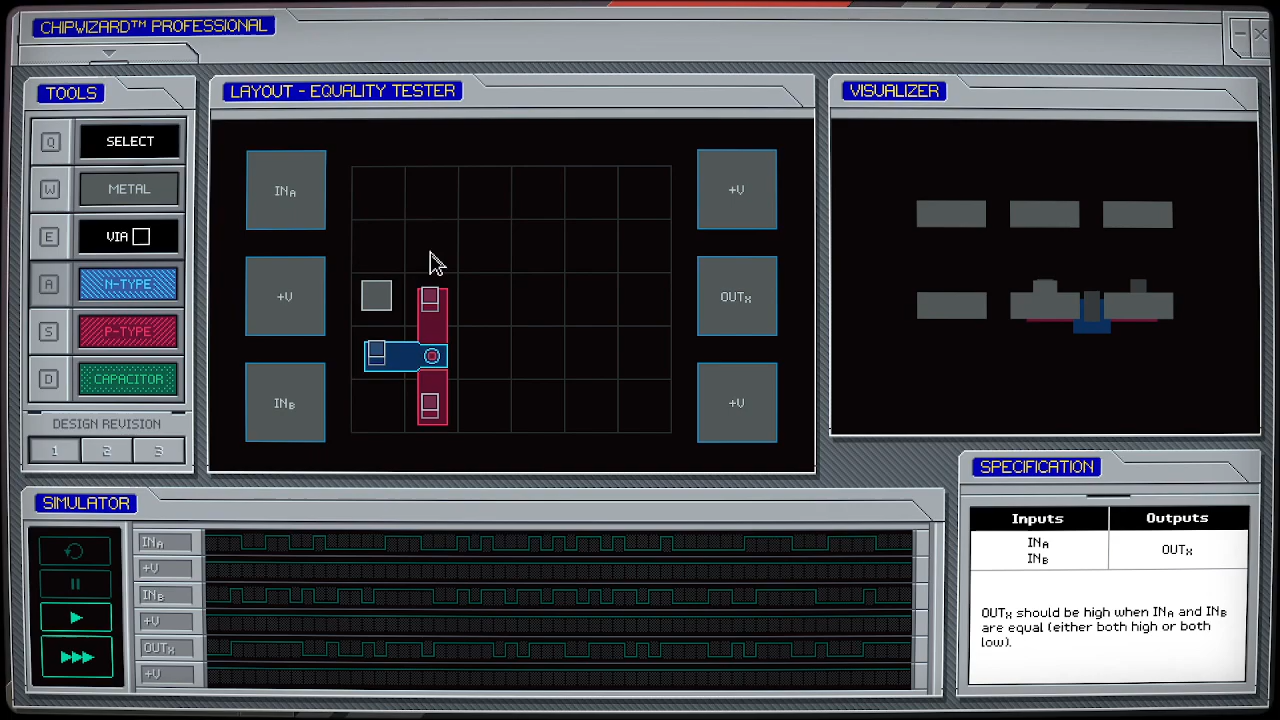 CHIPWIZARD™ PROFESSIONAL
TOOLS
Q SELECT
W METAL
E VIA
A N-TYPE
S P-TYPE
D CAPACITOR
DESIGN REVISION
1 2 3
LAYOUT - EQUALITY TESTER
INA
+V
+V
OUTX
INB
+V
VISUALIZER
SIMULATOR
INA
+V
INB
+V
OUTX
+V
SPECIFICATION
Inputs Outputs
INA
INB
OUTX
OUTX should be high when INA and INB
are equal (either both high or both
low).